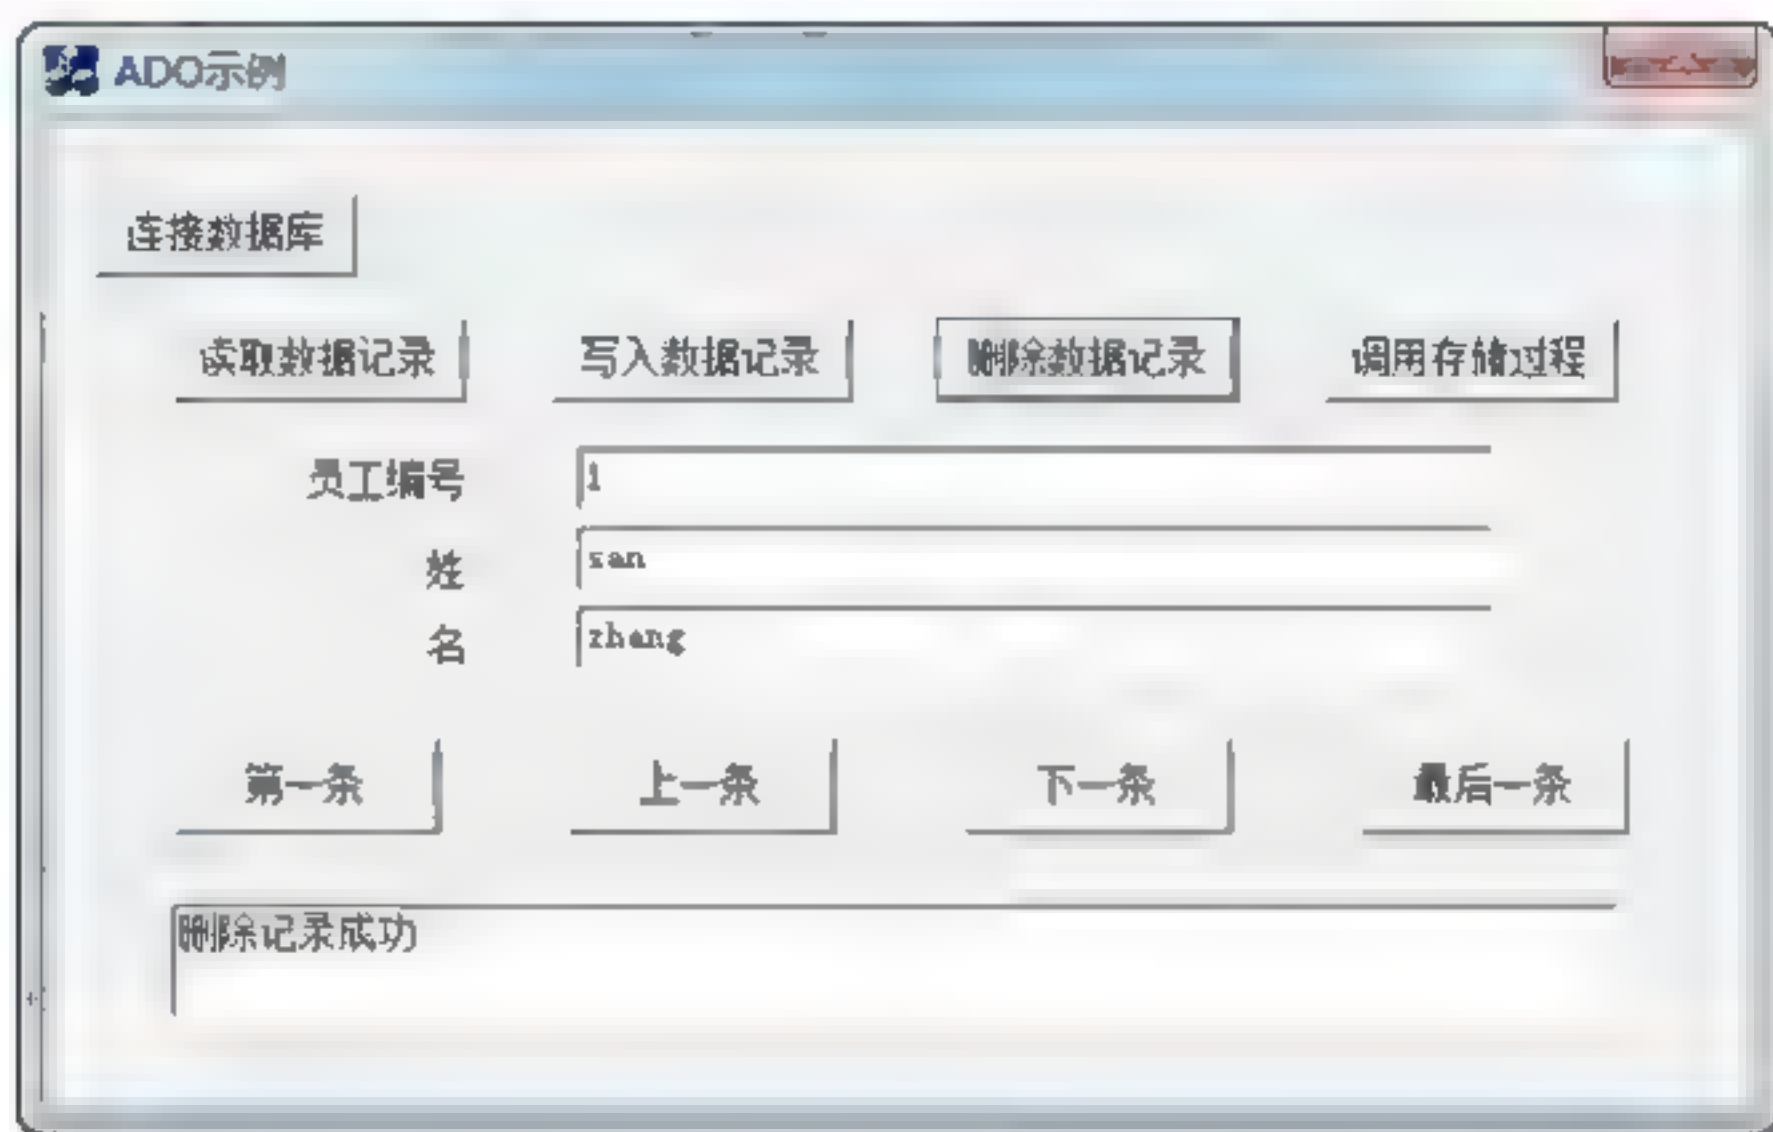 ADO示例
连接数据库
读取数据记录 写入数据记录 删除数据记录 调用存储过程
员工编号 1
姓 san
名 zhang
第一条 上一条 下一条 最后一条
删除记录成功